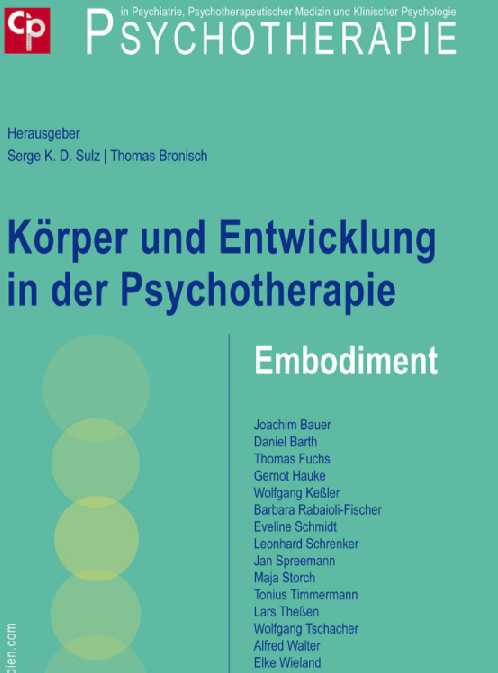 CP
in Psychiatrie, Psychotherapeutischer Medizin und Klinischer Psychologie
PSYCHOTHERAPIE
Herausgeber
Serge K. D. Sulz | Thomas Bronisch
Körper und Entwicklung
in der Psychotherapie
Embodiment
Joachim Bauer
Daniel Barth
Thomas Fuchs
Gernot Hauke
Wolfgang Keßler
Barbara Rabaioli-Fischer
Eveline Schmidt
Leonhard Schrenker
Jan Spreemann
Maja Storch
Tonius Timmermann
Lars Theßen
Wolfgang Tschacher
Alfred Walter
Elke Wieland
dien.com